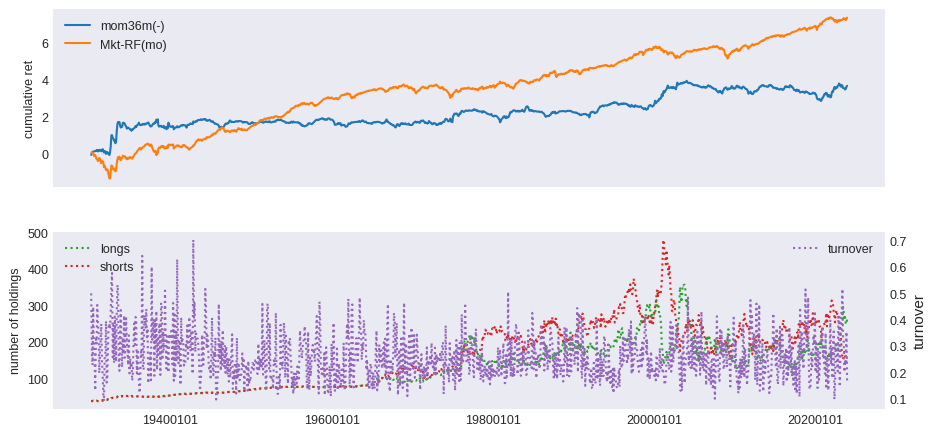 mom36m(-)
Mkt-RF(mo)
cumulative ret
6
4
2
0
longs
shorts
turnover
number of holdings
500
400
300
200
100
0.7
0.6
0.5
0.4
0.3
0.2
0.1
turnover
19400101
19600101
19800101
20000101
20200101